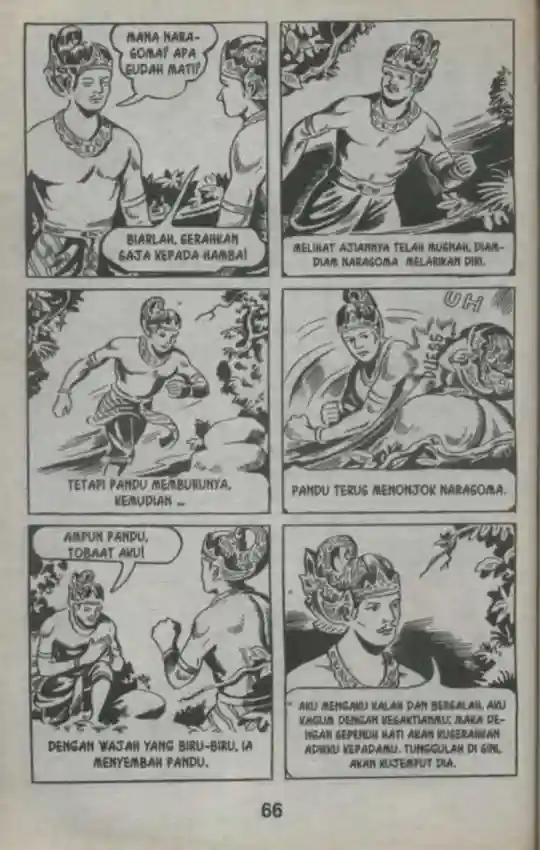 MANA NARA-
SOMA? APA
SUDAH MATI?
BIARLAH, SERAHKAN
SAJA KEPADA HAMBA!
MELIHAT AJIANNYA TELAH MUSNAH, DIAM-
DIAM NARASOMA MELARIKAN DIRI.
TETAPI PANDU MEMBURUNYA,
KEMUDIAN ...
UH
DUESS
PANDU TERUS MENONJOK NARASOMA.
AMPUN PANDU,
TOBAAT AKU!
DENGAN WAJAH YANG BIRU-BIRU, IA
MENYEMBAH PANDU.
AKU MENGAKU KALAH DAN BERSALAH, AKU
KAGUM DENGAN KESAKTIANMU; MAKA DE-
NGAN SEPENUH HATI AKAN KUSERAHKAN
ADIKKU KEPADAMU. TUNGGULAH DI SINI,
AKAN KUJEMPUT DIA.
66